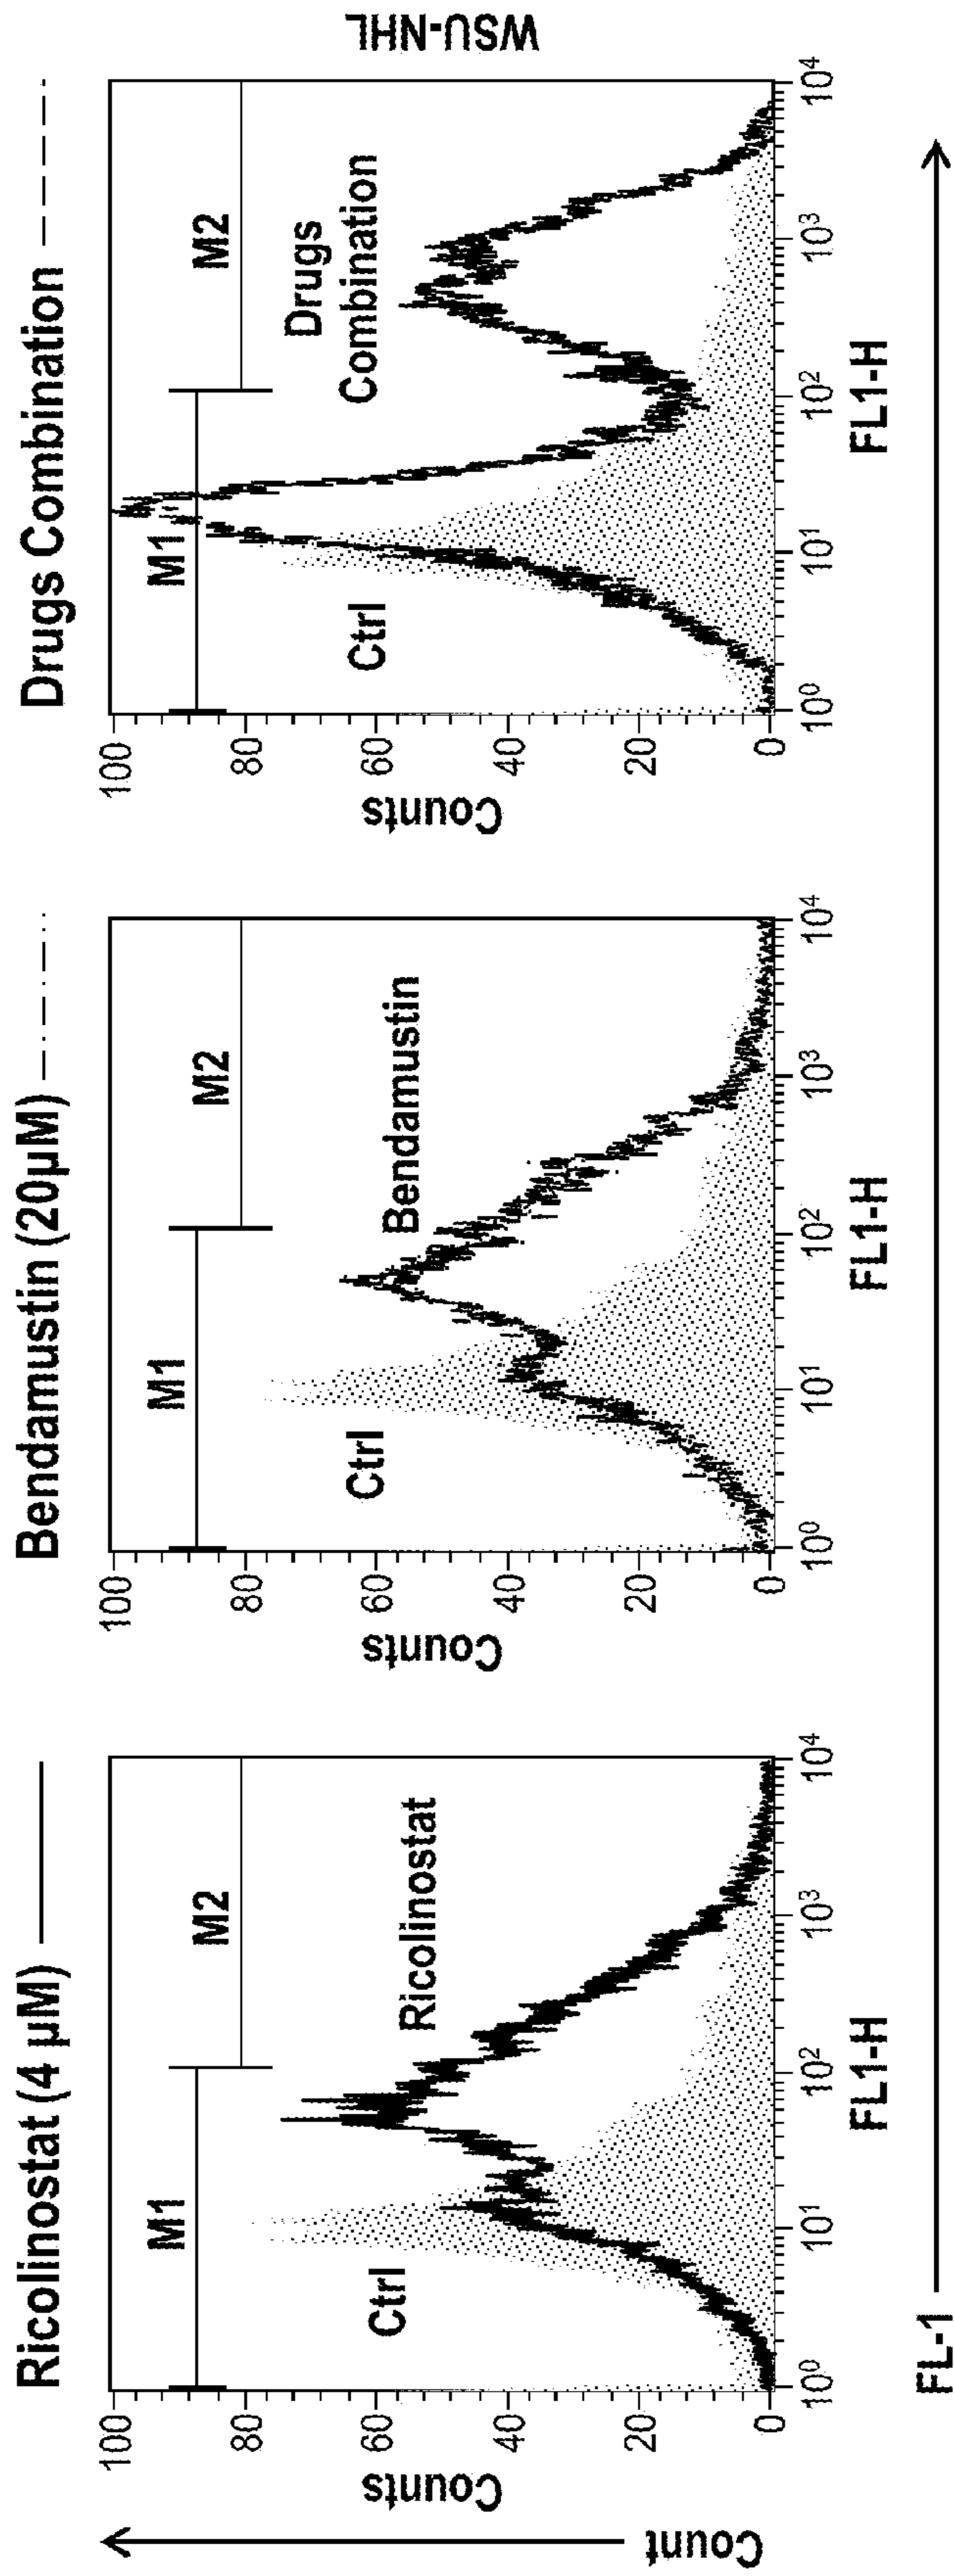 Ricolinostat (4 µM)
Bendamustin (20µM)
Drugs Combination
Count
Counts
100
80
60
40
20
0
M1
M2
Ctrl
Ricolinostat
10⁰
10¹
10²
10³
10⁴
FL1-H
Counts
100
80
60
40
20
0
M1
M2
Ctrl
Bendamustin
10⁰
10¹
10²
10³
10⁴
FL1-H
Counts
100
80
60
40
20
0
M1
M2
Ctrl
Drugs
Combination
10⁰
10¹
10²
10³
10⁴
FL1-H
WSU-NHL
FL-1